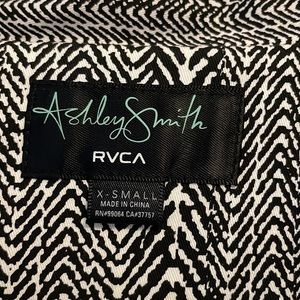 Ashley Smith
RVCA
X-SMALL
MADE IN CHINA
RN#99064 CA#37757